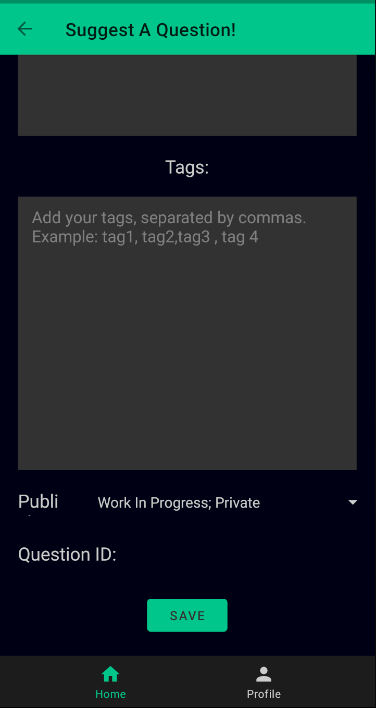 Suggest A Question!
Tags:
Add your tags, separated by commas.
Example: tag1, tag2,tag3 , tag 4
Publi
Work In Progress; Private
Question ID:
SAVE
Home
Profile